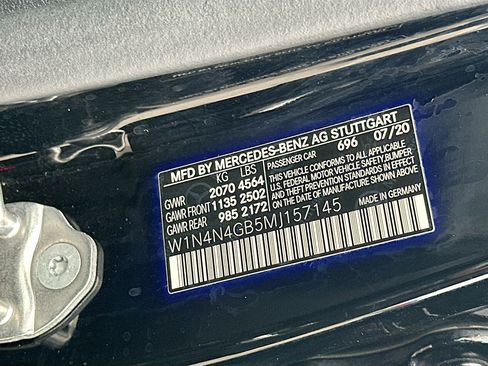 MFD BY MERCEDES-BENZ AG STUTTGART
KG LBS PASSENGER CAR 696 07/20
GVWR 2070 4564 THIS VEHICLE CONFORMS TO ALL APPLICABLE
GAWR FRONT 1135 2502 U.S. FEDERAL MOTOR VEHICLE SAFETY, BUMPER
GAWR REAR 985 2172 AND THEFT PREVENTION STANDARDS IN EFFECT
ON THE DATE OF MANUFACTURE SHOWN ABOVE.
W1N4N4GB5MJ157145 MADE IN GERMANY